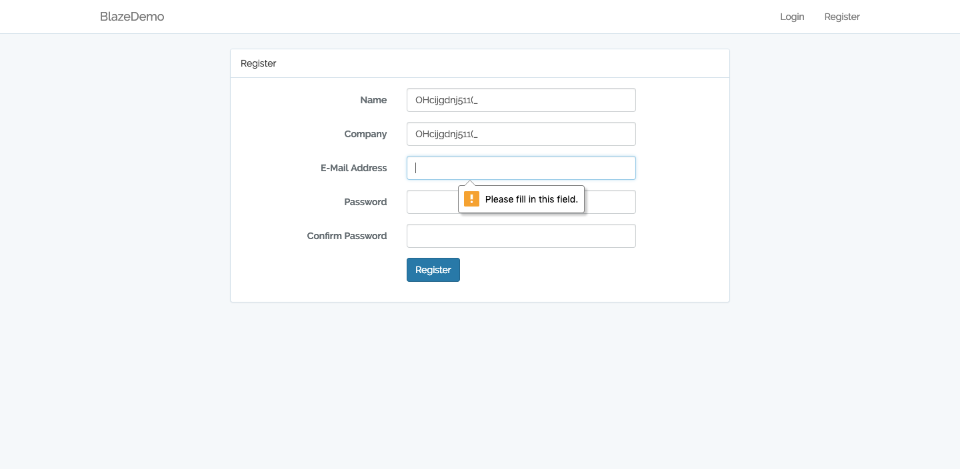 BlazeDemo Login Register
Register
Name OHcijgdnj511(_
Company OHcijgdnj511(_
E-Mail Address
Please fill in this field.
Password
Confirm Password
Register